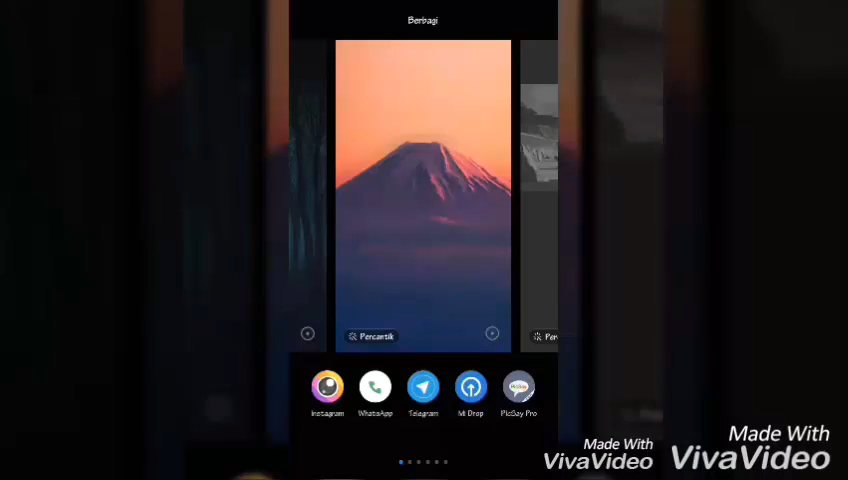 Berbagi
Percantik
Per
Instagram
WhatsApp
Telegram
Mi Drop
PicSay Pro
Made With
VivaVideo
Made With
VivaVideo